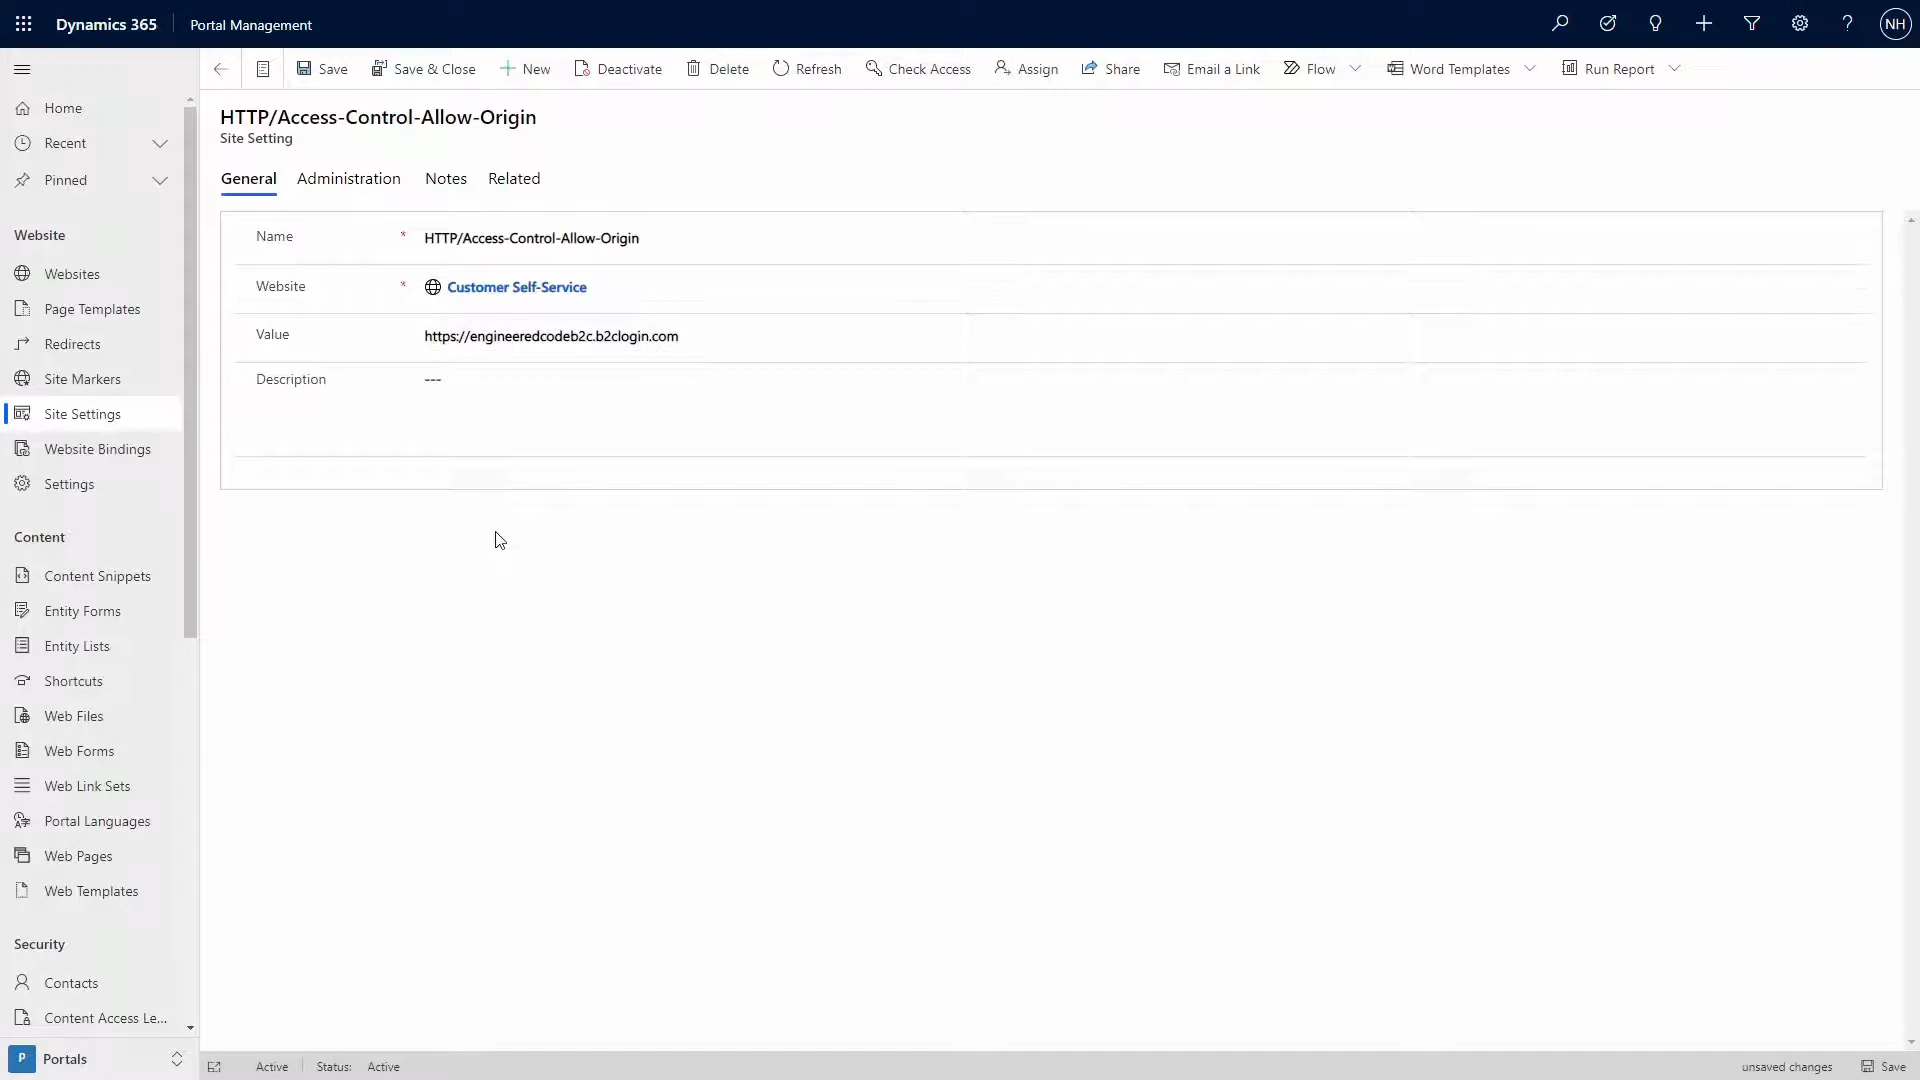 Dynamics 365
Portal Management
NH
Save
Save & Close
New
Deactivate
Delete
Refresh
Check Access
Assign
Share
Email a Link
Flow
Word Templates
Run Report
Home
Recent
Pinned
Website
Websites
Page Templates
Redirects
Site Markers
Site Settings
Website Bindings
Settings
Content
Content Snippets
Entity Forms
Entity Lists
Shortcuts
Web Files
Web Forms
Web Link Sets
Portal Languages
Web Pages
Web Templates
Security
Contacts
Content Access Le...
P Portals
HTTP/Access-Control-Allow-Origin
Site Setting
General Administration Notes Related
Name * HTTP/Access-Control-Allow-Origin
Website * Customer Self-Service
Value https://engineeredcodeb2c.b2clogin.com
Description ---
Active Status: Active unsaved changes Save